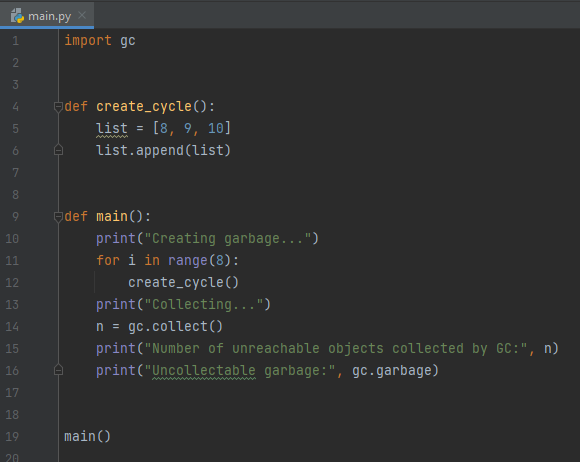 main.py
1 import gc
2
3
4 def create_cycle():
5     list = [8, 9, 10]
6     list.append(list)
7
8
9 def main():
10     print("Creating garbage...")
11     for i in range(8):
12         create_cycle()
13     print("Collecting...")
14     n = gc.collect()
15     print("Number of unreachable objects collected by GC:", n)
16     print("Uncollectable garbage:", gc.garbage)
17
18
19 main()
20